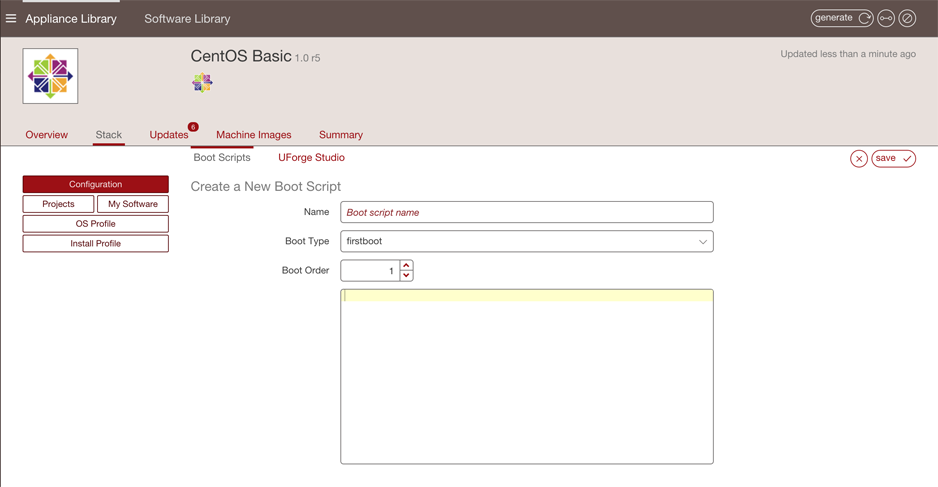 Appliance Library Software Library generate
CentOS Basic 1.0 r5 Updated less than a minute ago
Overview Stack Updates 6 Machine Images Summary
Boot Scripts UForge Studio save
Configuration
Projects My Software
OS Profile
Install Profile
Create a New Boot Script
Name Boot script name
Boot Type firstboot
Boot Order 1